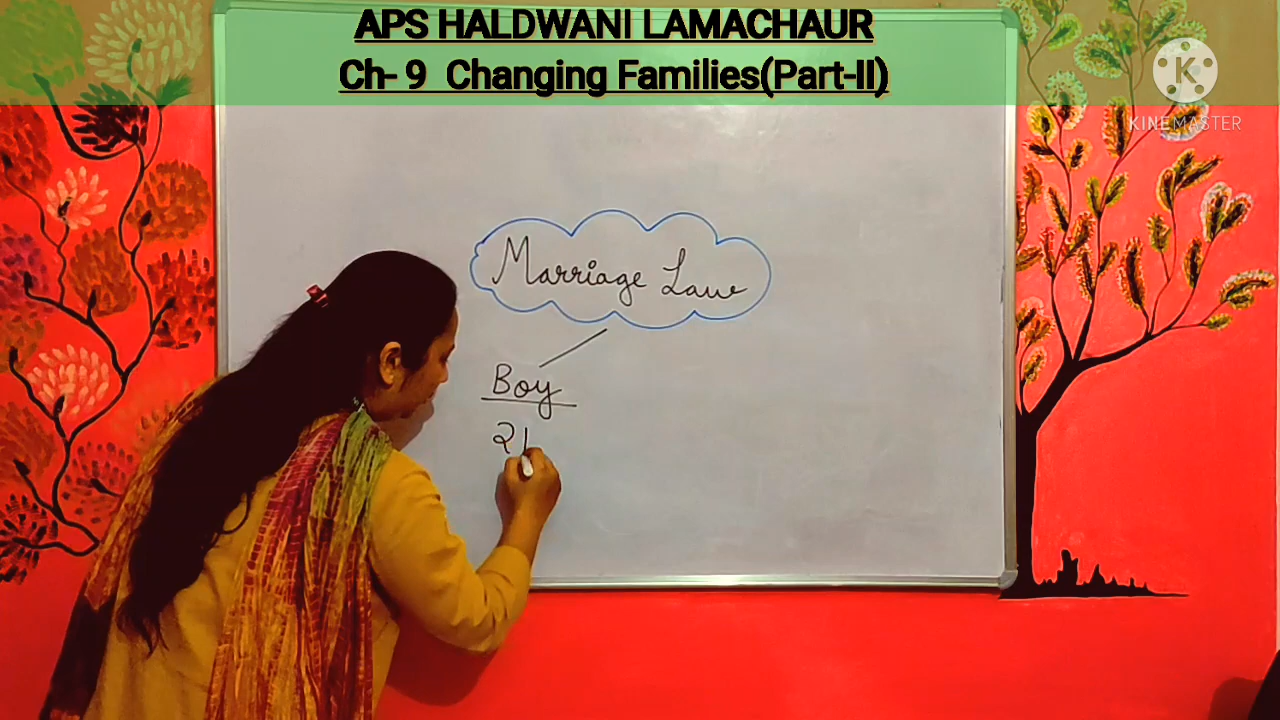 APS HALDWANI LAMACHAUR
Ch- 9 Changing Families(Part-II)
K
KINEMASTER
Marriage Law
Boy
21